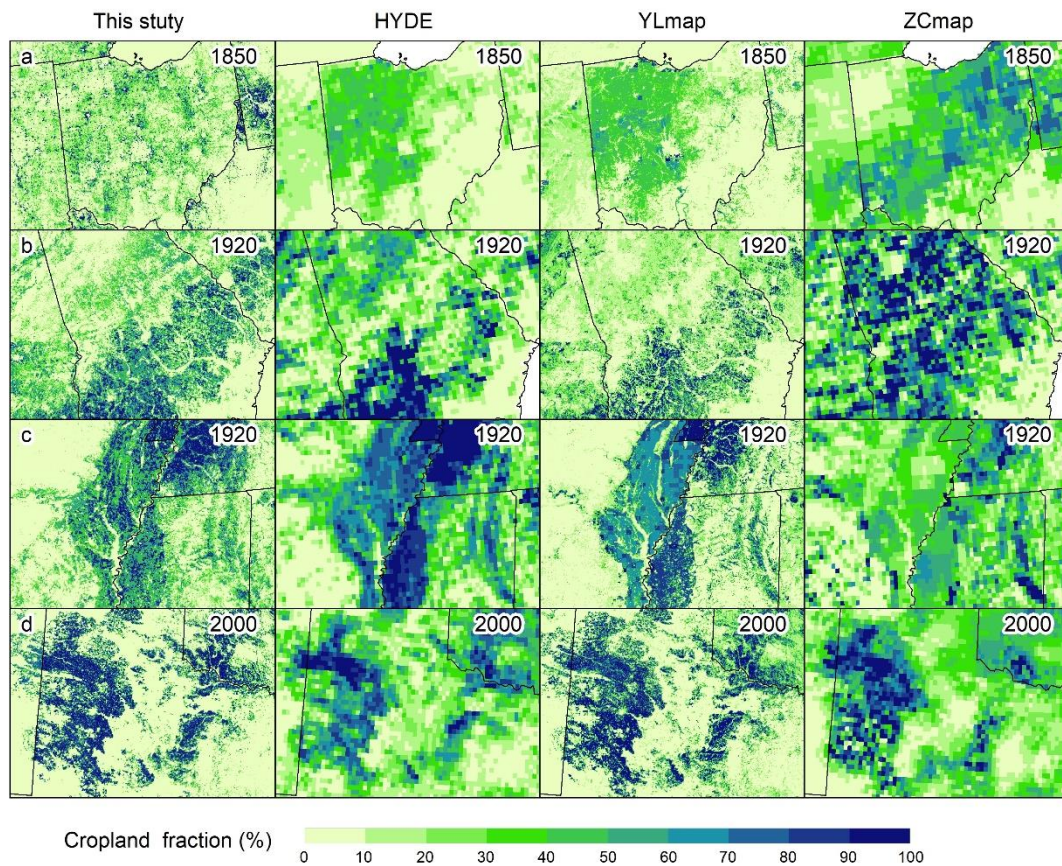 This stuty HYDE YLmap ZCmap
a 1850 1850 1850 1850
b 1920 1920 1920 1920
c 1920 1920 1920 1920
d 2000 2000 2000 2000
Cropland fraction (%)
0 10 20 30 40 50 60 70 80 90 100